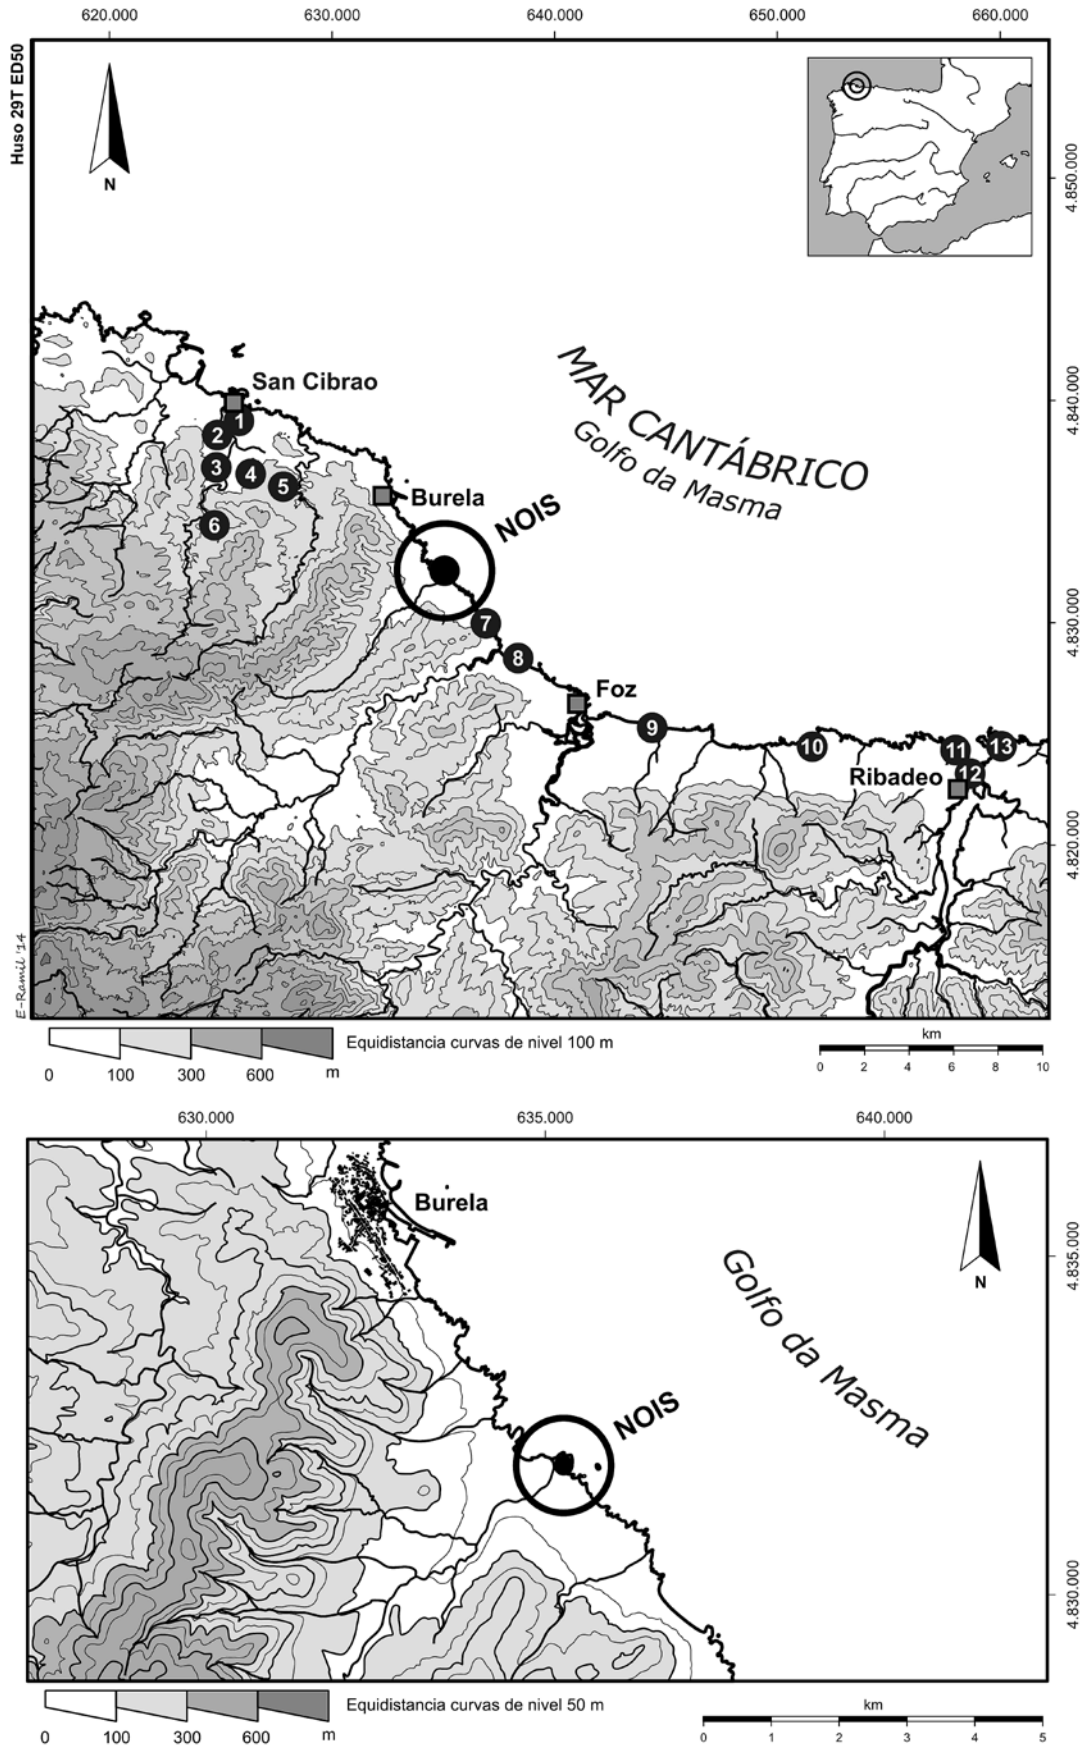 620.000 630.000 640.000 650.000 660.000
Huso 29T ED50
N
4.850.000
San Cibrao
MAR CANTÁBRICO
Golfo da Masma
4.840.000
1
2
3
4
5
6
Burela
NOIS
4.830.000
7
8
Foz
9
10
11
12
13
Ribadeo
4.820.000
E-Ramil '14
Equidistancia curvas de nivel 100 m
0 100 300 600 m
km
0 2 4 6 8 10
630.000 635.000 640.000
Burela
N
4.835.000
Golfo da Masma
NOIS
4.830.000
Equidistancia curvas de nivel 50 m
0 100 300 600 m
km
0 1 2 3 4 5